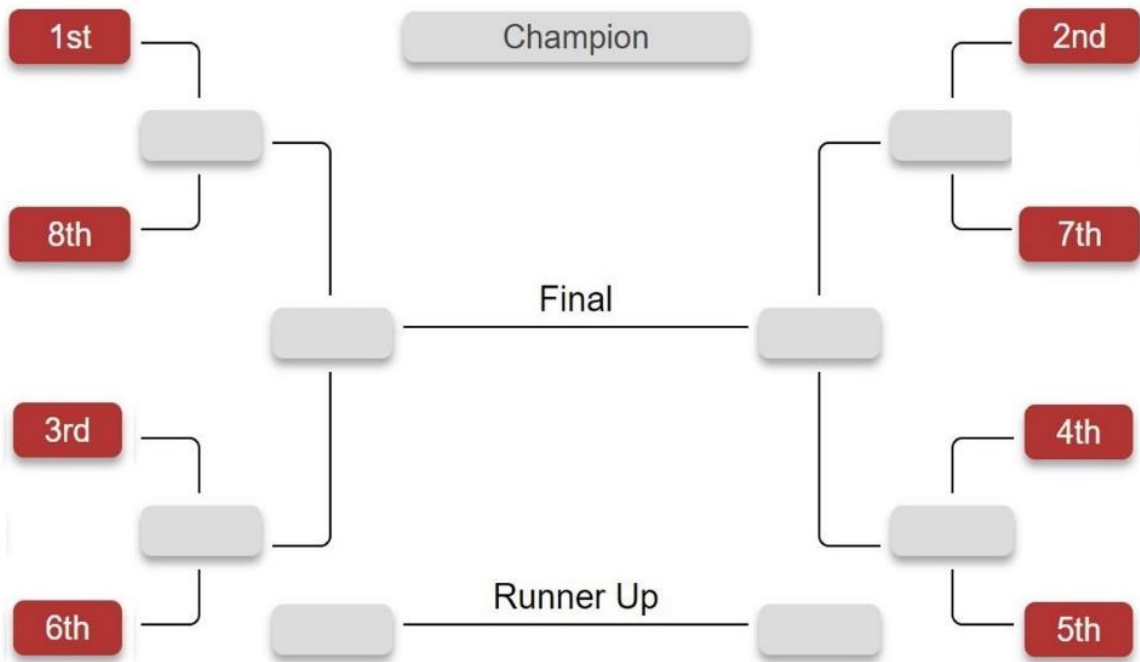 1st
Champion
2nd
8th
7th
Final
3rd
4th
Runner Up
6th
5th